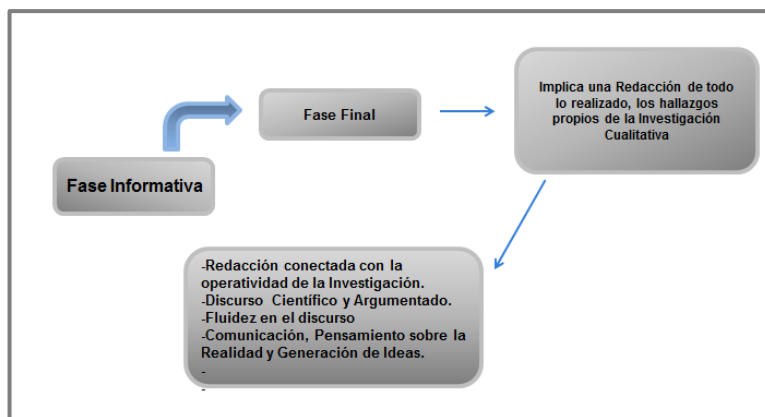 Fase Informativa
Fase Final
Implica una Redacción de todo
lo realizado, los hallazgos
propios de la Investigación
Cualitativa
-Redacción conectada con la
operatividad de la Investigación.
-Discurso Científico y Argumentado.
-Fluidez en el discurso
-Comunicación, Pensamiento sobre la
Realidad y Generación de Ideas.
-
-